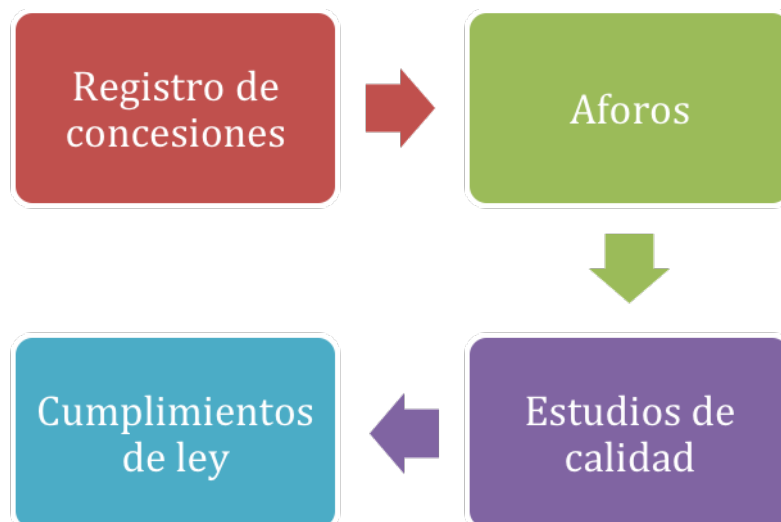 Registro de
concesiones
Aforos
Estudios de
calidad
Cumplimientos
de ley